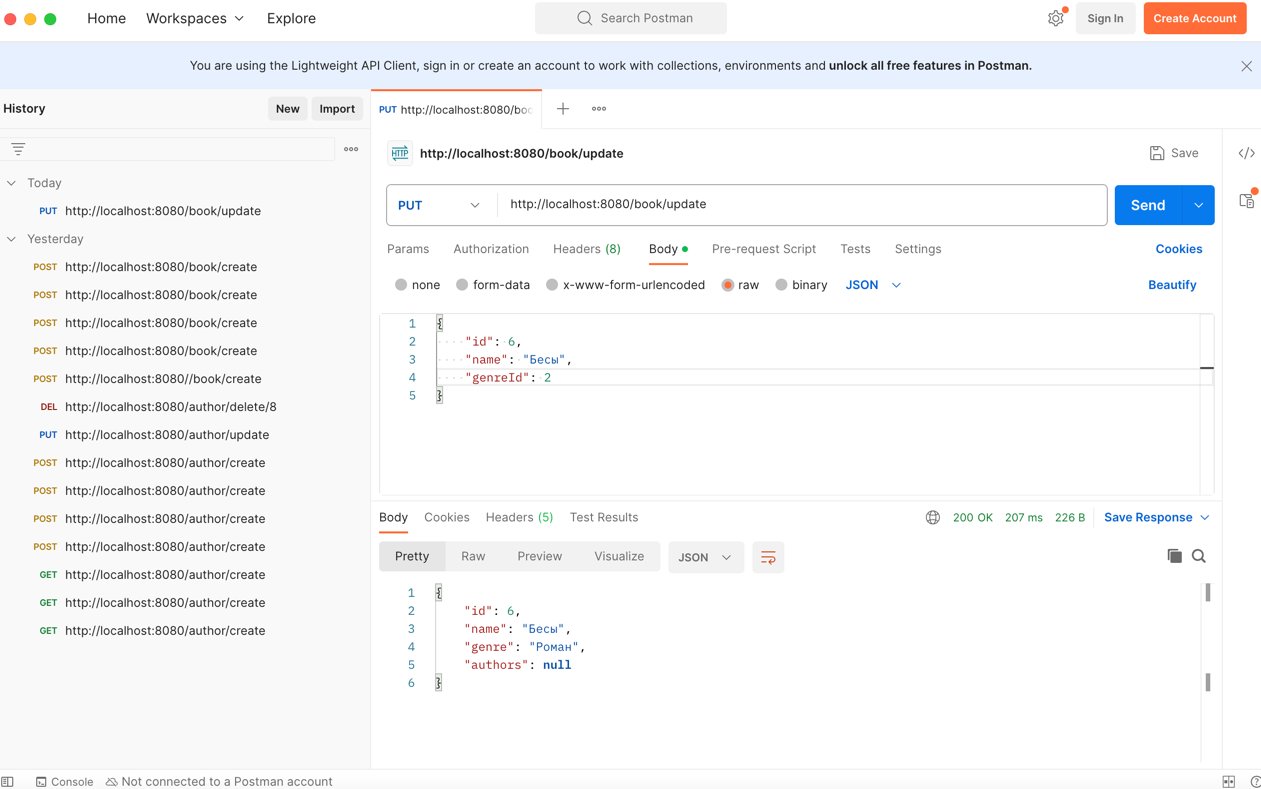 Home Workspaces Explore Search Postman Sign In Create Account
You are using the Lightweight API Client, sign in or create an account to work with collections, environments and unlock all free features in Postman.
History New Import
Today
PUT http://localhost:8080/book/update
Yesterday
POST http://localhost:8080/book/create
POST http://localhost:8080/book/create
POST http://localhost:8080/book/create
POST http://localhost:8080/book/create
POST http://localhost:8080//book/create
DEL http://localhost:8080/author/delete/8
PUT http://localhost:8080/author/update
POST http://localhost:8080/author/create
POST http://localhost:8080/author/create
POST http://localhost:8080/author/create
POST http://localhost:8080/author/create
GET http://localhost:8080/author/create
GET http://localhost:8080/author/create
GET http://localhost:8080/author/create
PUT http://localhost:8080/boo
HTTP http://localhost:8080/book/update Save </>
PUT http://localhost:8080/book/update Send
Params Authorization Headers (8) Body Pre-request Script Tests Settings Cookies
none form-data x-www-form-urlencoded raw binary JSON Beautify
1 {
2 "id": 6,
3 "name": "Бесы",
4 "genreId": 2
5 }
Body Cookies Headers (5) Test Results 200 OK 207 ms 226 B Save Response
Pretty Raw Preview Visualize JSON
1 {
2 "id": 6,
3 "name": "Бесы",
4 "genre": "Роман",
5 "authors": null
6 }
Console Not connected to a Postman account